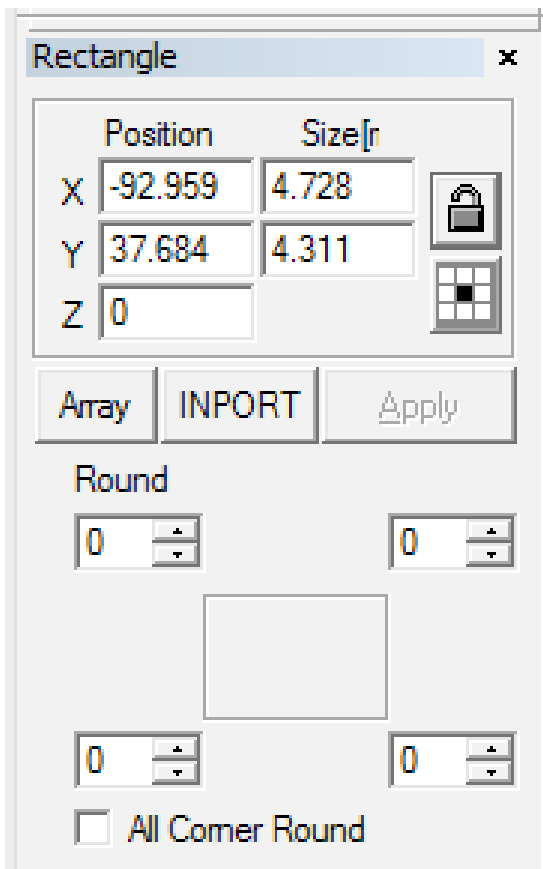 Rectangle
Position Size[r
X -92.959 4.728
Y 37.684 4.311
Z 0
Array INPORT Apply
Round
0 0
0 0
All Corner Round